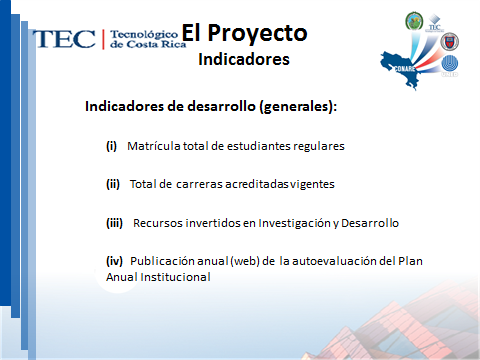 TEC | Tecnológico
de Costa Rica
El Proyecto
Indicadores
TEC
CONARE
Indicadores de desarrollo (generales):
(i) Matrícula total de estudiantes regulares
(ii) Total de carreras acreditadas vigentes
(iii) Recursos invertidos en Investigación y Desarrollo
(iv) Publicación anual (web) de la autoevaluación del Plan
Anual Institucional